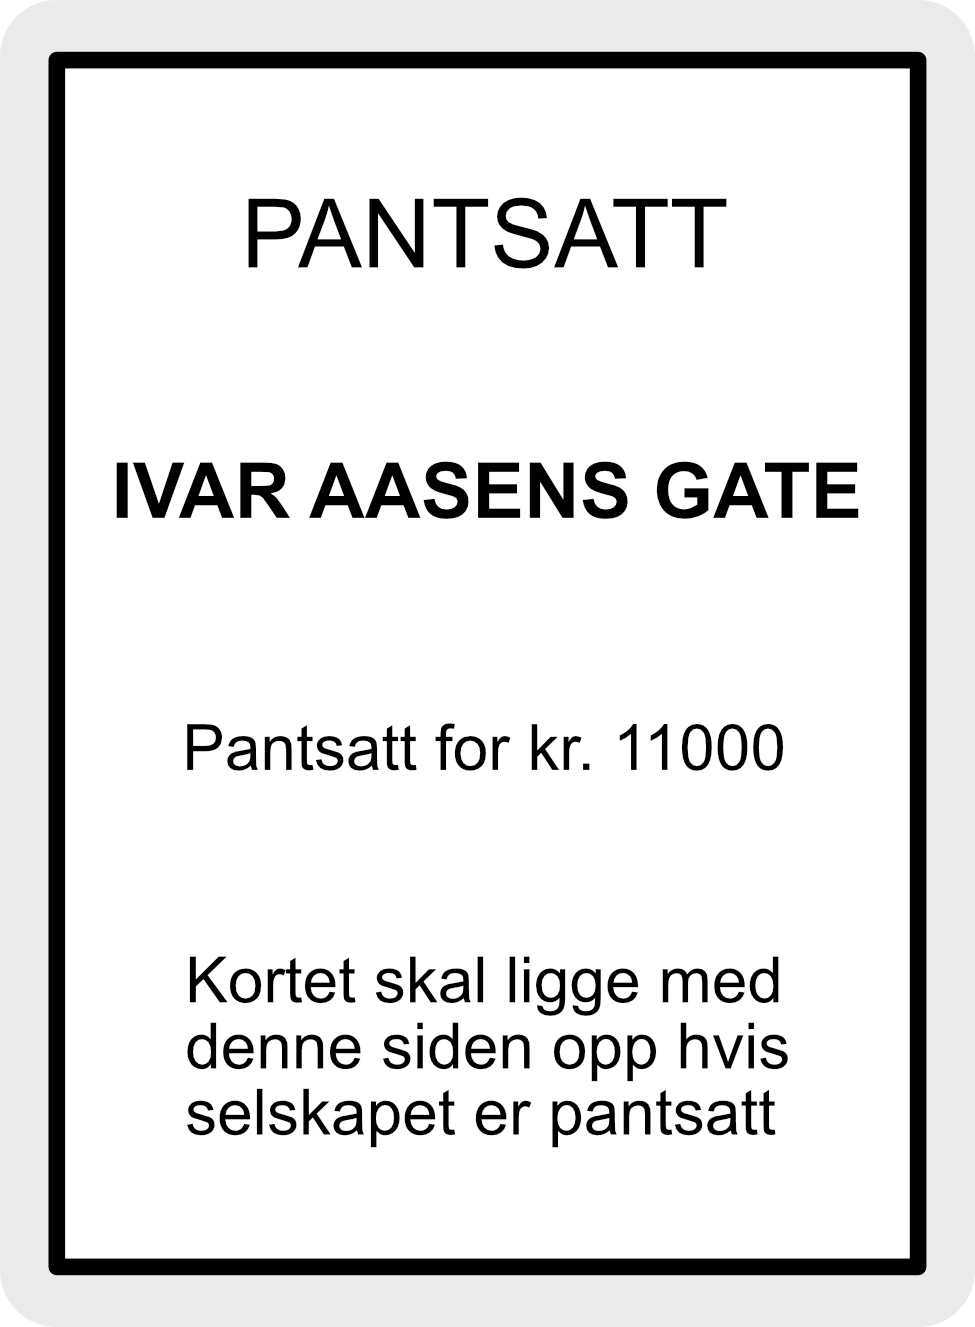 PANTSATT
IVAR AASENS GATE
Pantsatt for kr. 11000
Kortet skal ligge med
denne siden opp hvis
selskapet er pantsatt